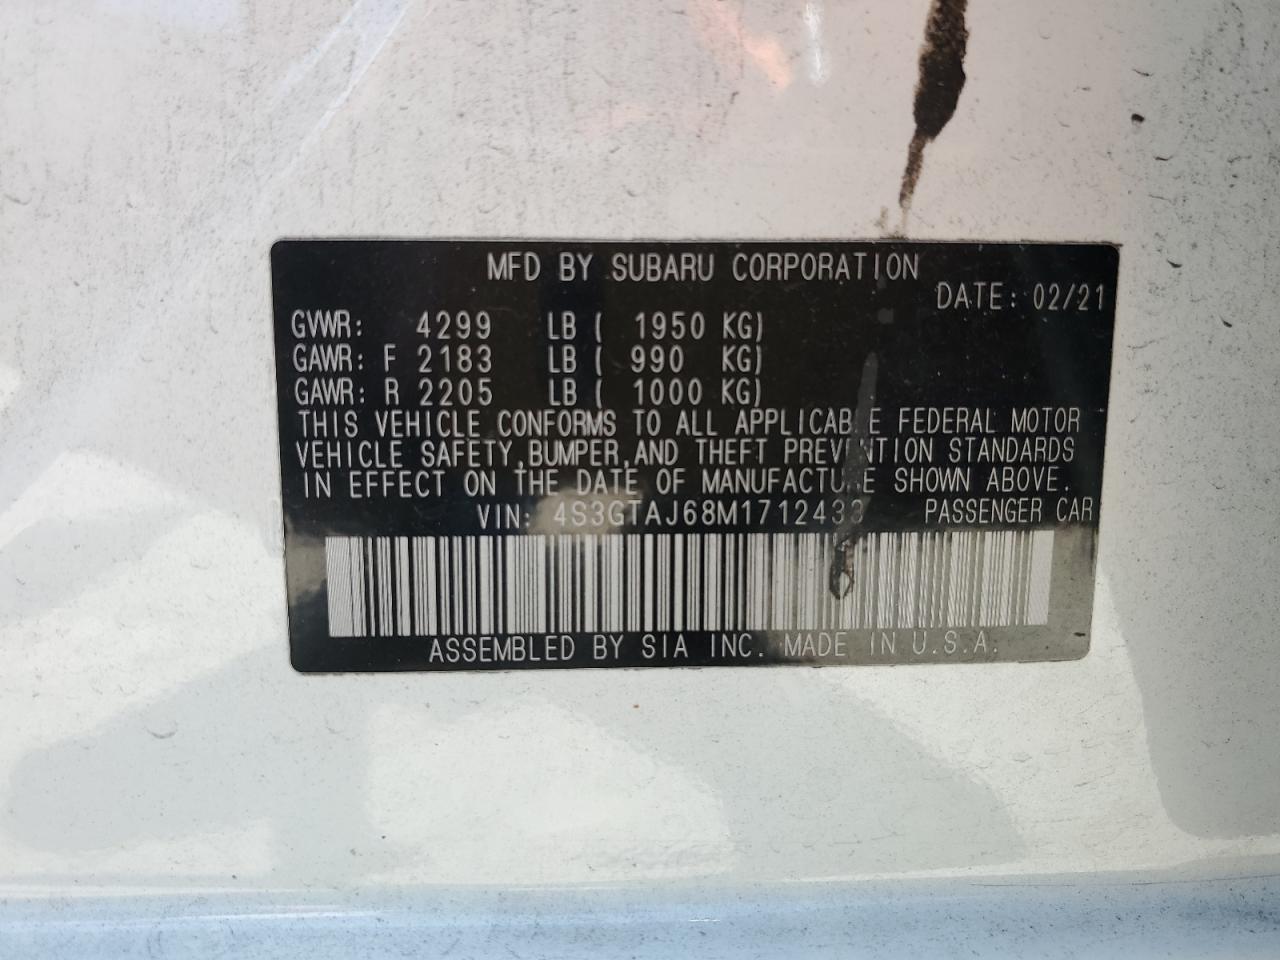 MFD BY SUBARU CORPORATION
DATE: 02/21
GVWR: 4299 LB ( 1950 KG)
GAWR: F 2183 LB ( 990 KG)
GAWR: R 2205 LB ( 1000 KG)
THIS VEHICLE CONFORMS TO ALL APPLICABLE FEDERAL MOTOR
VEHICLE SAFETY, BUMPER, AND THEFT PREVENTION STANDARDS
IN EFFECT ON THE DATE OF MANUFACTURE SHOWN ABOVE.
VIN: 4S3GTAJ68M1712433 PASSENGER CAR
ASSEMBLED BY SIA INC. MADE IN U.S.A.